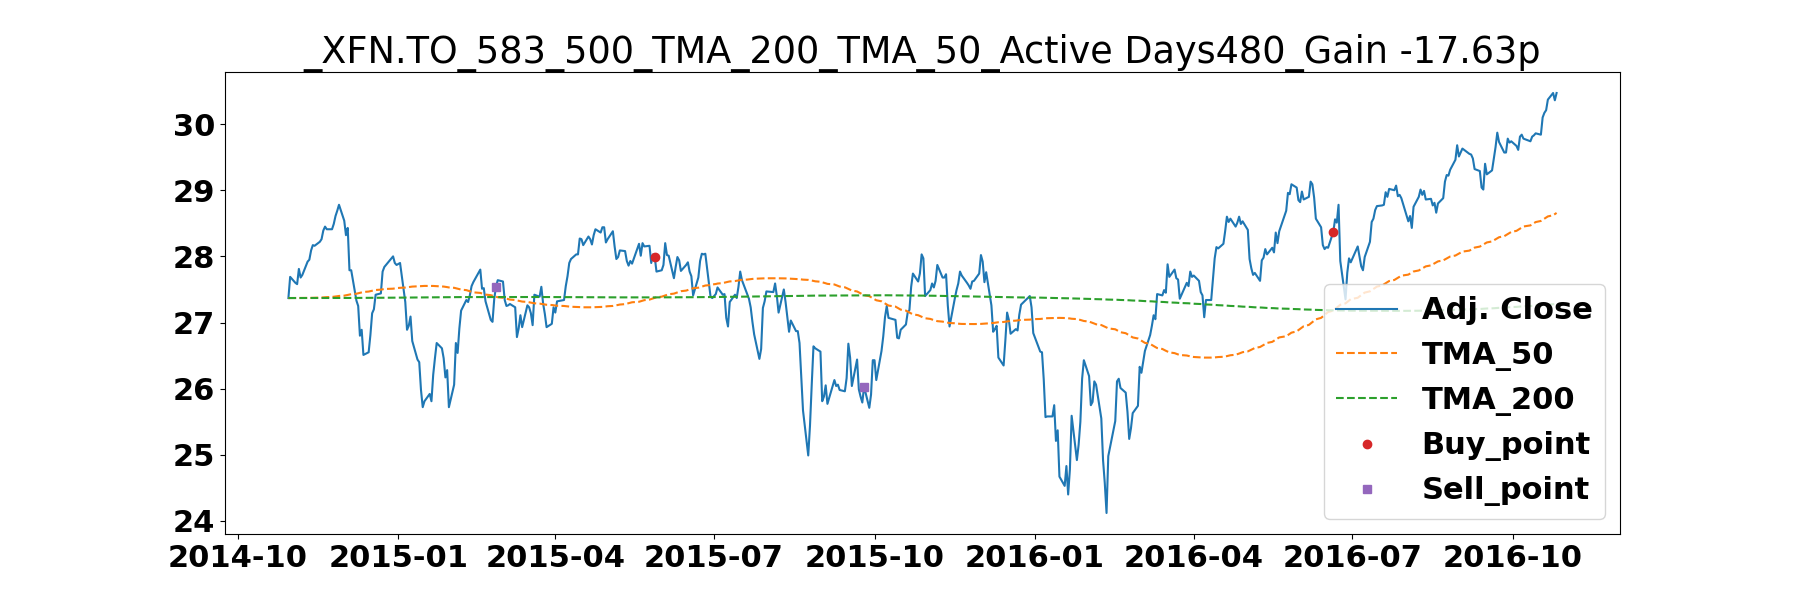 _XFN.TO_583_500_TMA_200_TMA_50_Active Days480_Gain -17.63p
30
29
28
27
26
25
24
Adj. Close
TMA_50
TMA_200
Buy_point
Sell_point
2014-10 2015-01 2015-04 2015-07 2015-10 2016-01 2016-04 2016-07 2016-10